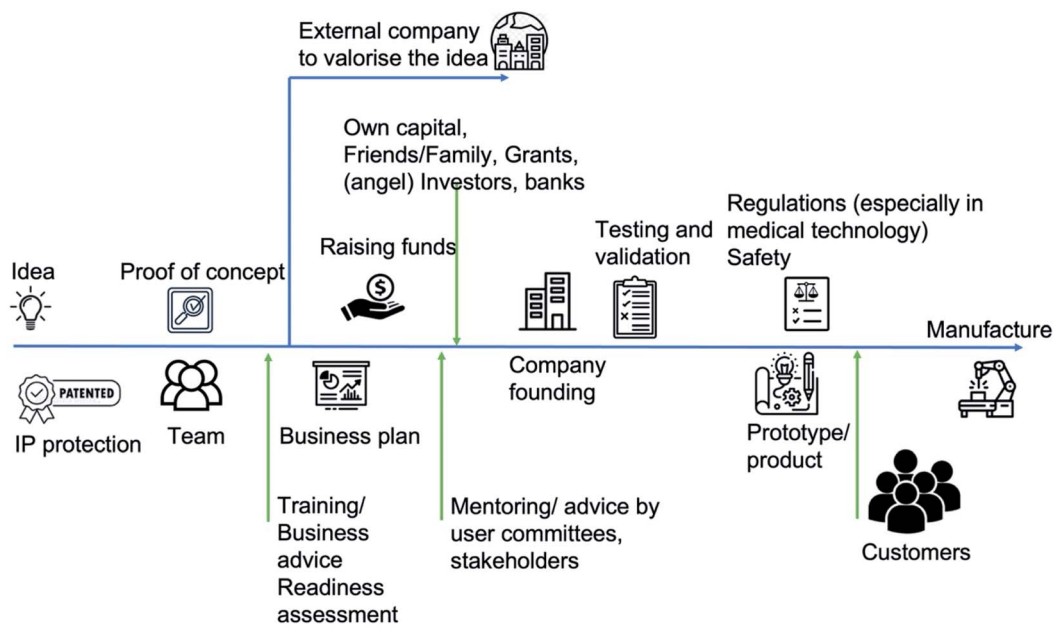 External company
to valorise the idea
Own capital,
Friends/Family, Grants,
(angel) Investors, banks
Regulations (especially in
medical technology)
Safety
Testing and
validation
Raising funds
Idea
Proof of concept
Manufacture
PATENTED
IP protection
Team
Business plan
Company
founding
Prototype/
product
Training/
Business
advice
Readiness
assessment
Mentoring/ advice by
user committees,
stakeholders
Customers